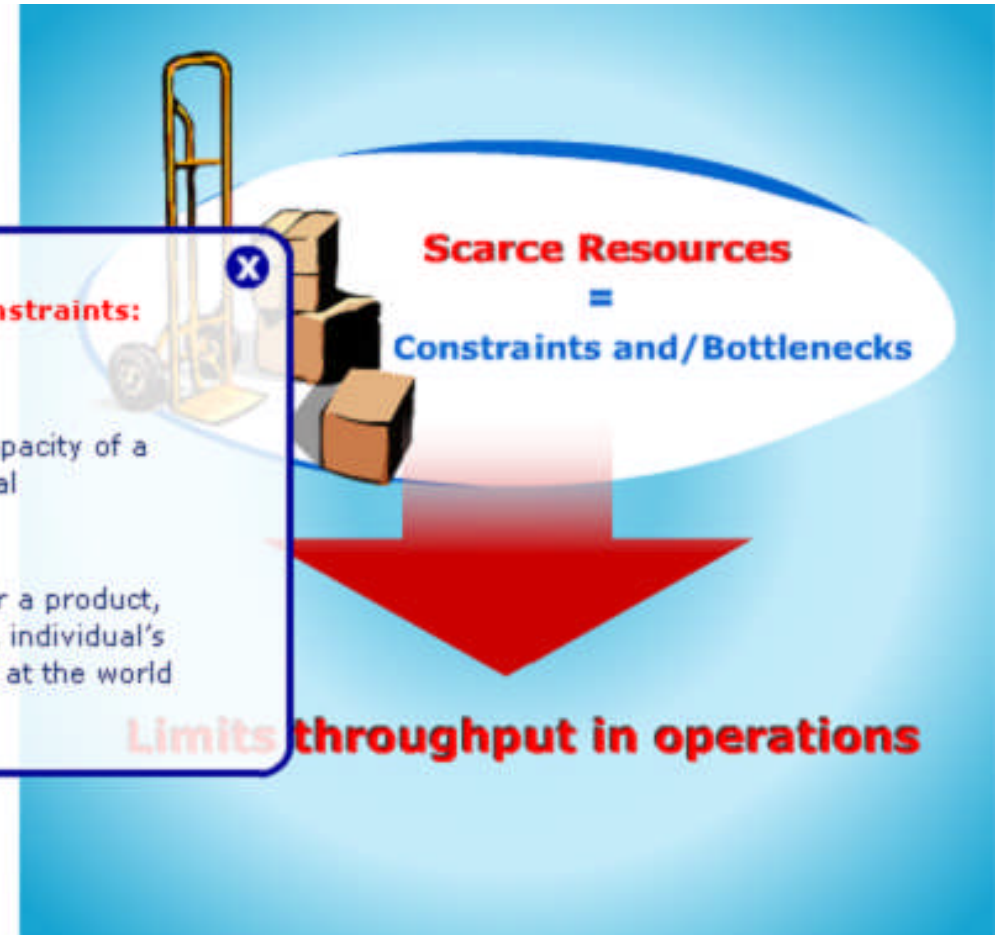 X
Scarce Resources
=
Constraints and/Bottlenecks
nstraints:
pacity of a
al
r a product,
individual's
at the world
Limits throughput in operations